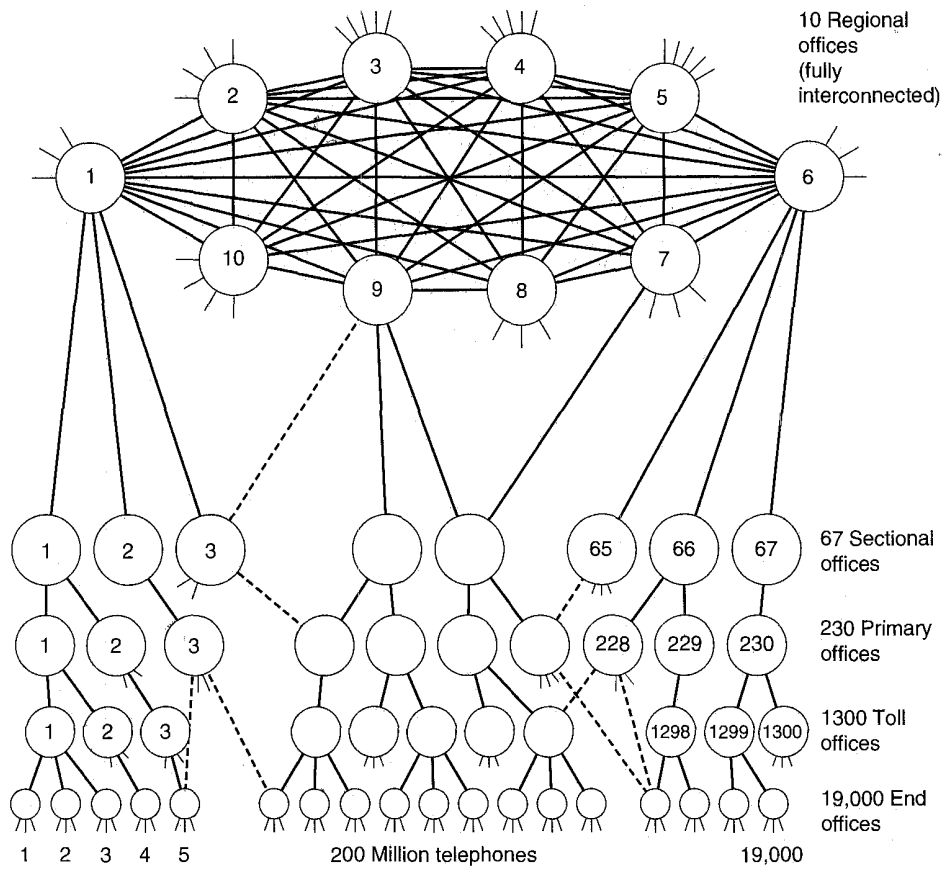 10 Regional
offices
(fully
interconnected)
3
4
2
5
1
6
10
7
9
8
1
2
3
65
66
67
67 Sectional
offices
1
2
3
228
229
230
230 Primary
offices
1
2
3
1298
1299
1300
1300 Toll
offices
19,000 End
offices
1 2 3 4 5 200 Million telephones 19,000